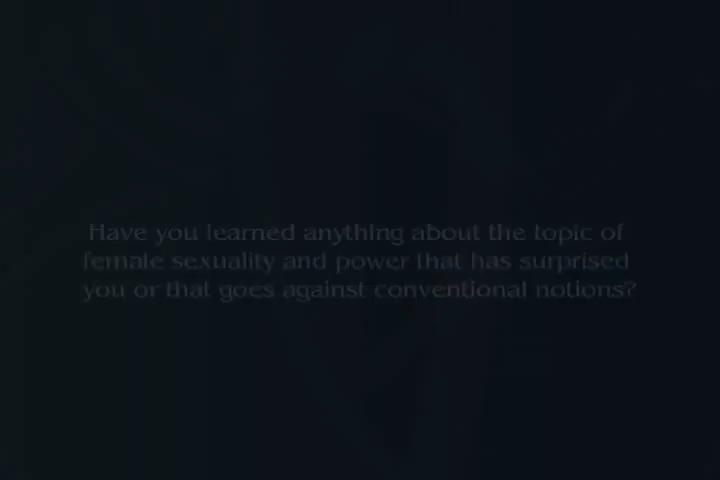 Have you learned anything about the topic of
female sexuality and power that has surprised
you or that goes against conventional notions?